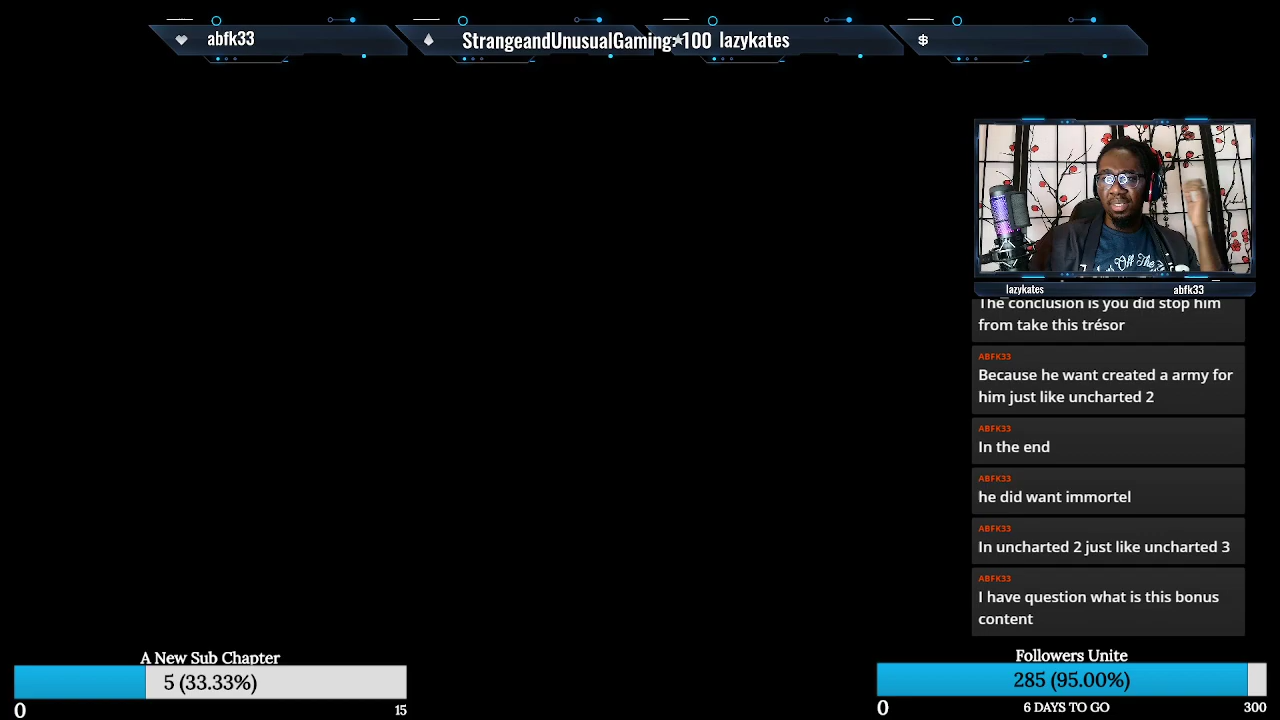 abfk33
StrangeandUnusualGaming: 100
lazykates
lazykates
abfk33
The conclusion is you did stop him
from take this trésor
ABFK33
Because he want created a army for
him just like uncharted 2
ABFK33
In the end
ABFK33
he did want immortel
ABFK33
In uncharted 2 just like uncharted 3
ABFK33
I have question what is this bonus
content
A New Sub Chapter
5 (33.33%)
0
15
Followers Unite
285 (95.00%)
0
6 DAYS TO GO
300